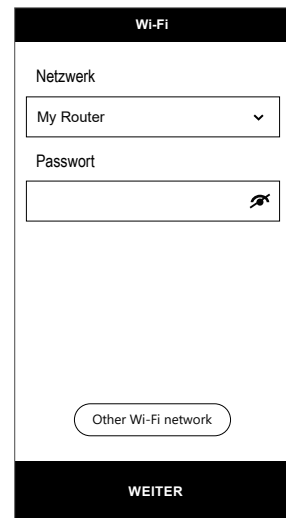 Wi-Fi
Netzwerk
My Router
Passwort
Other Wi-Fi network
WEITER